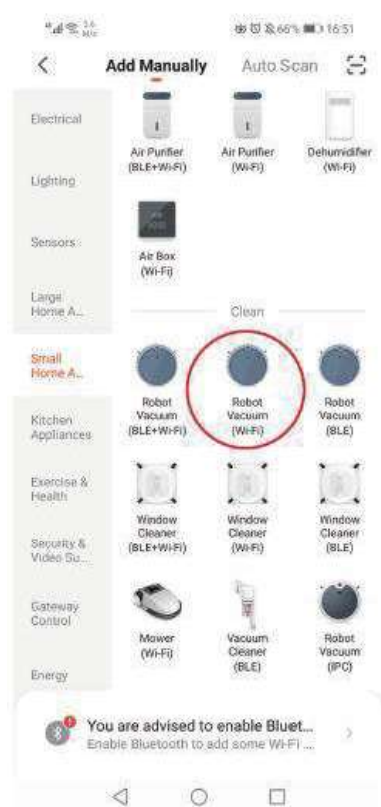 66% 16:51
Add Manually Auto Scan
Electrical
Lighting
Sensors
Large
Home A...
Small
Home A...
Kitchen
Appliances
Exercise &
Health
Security &
Video Su...
Gateway
Control
Energy
Air Purifier
(BLE+Wi-Fi)
Air Purifier
(Wi-Fi)
Dehumidifier
(Wi-Fi)
Air Box
(Wi-Fi)
Clean
Robot
Vacuum
(BLE+Wi-Fi)
Robot
Vacuum
(Wi-Fi)
Robot
Vacuum
(BLE)
Window
Cleaner
(BLE+Wi-Fi)
Window
Cleaner
(Wi-Fi)
Window
Cleaner
(BLE)
Mower
(Wi-Fi)
Vacuum
Cleaner
(BLE)
Robot
Vacuum
(IPC)
You are advised to enable Bluet...
Enable Bluetooth to add some Wi-Fi ...